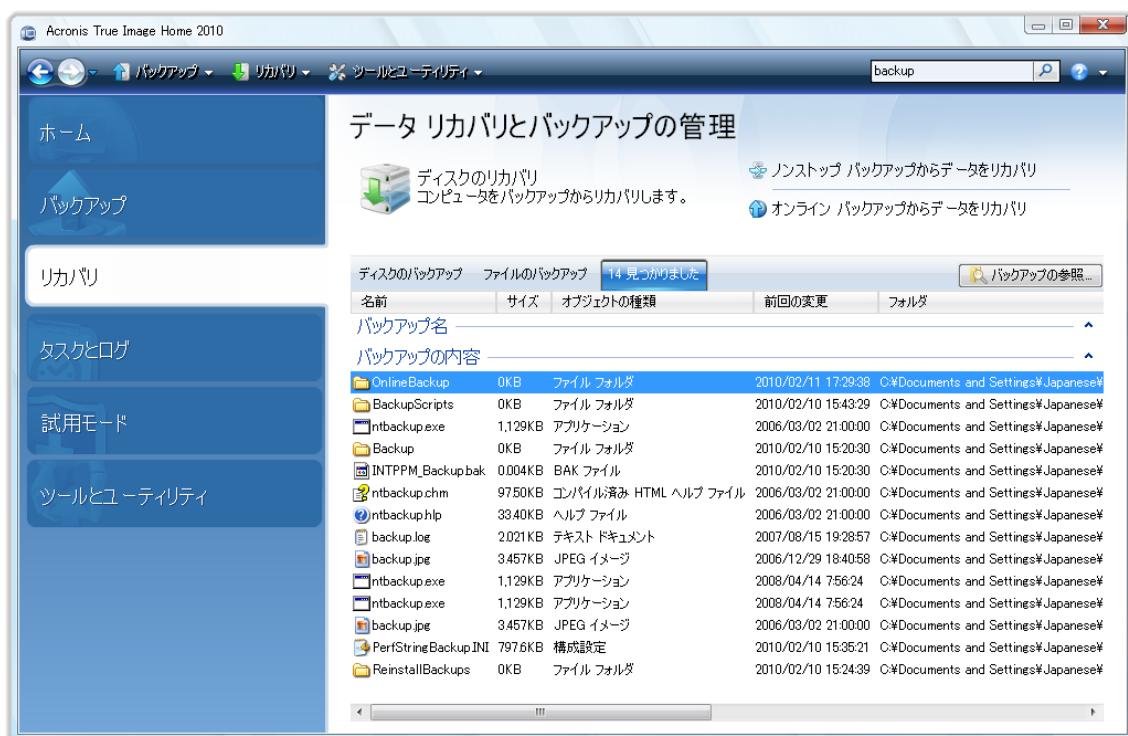 Acronis True Image Home 2010
バックアップ リカバリ ツールとユーティリティ backup
ホーム
バックアップ
リカバリ
タスクとログ
試用モード
ツールとユーティリティ
データ リカバリとバックアップの管理
ディスクのリカバリ
コンピュータをバックアップからリカバリします。
ノンストップ バックアップからデータをリカバリ
オンライン バックアップからデータをリカバリ
ディスクのバックアップ ファイルのバックアップ 14 見つかりました バックアップの参照...
名前 サイズ オブジェクトの種類 前回の変更 フォルダ
バックアップ名
バックアップの内容
OnlineBackup 0KB ファイル フォルダ 2010/02/11 17:29:38 C:¥Documents and Settings¥Japanese¥
BackupScripts 0KB ファイル フォルダ 2010/02/10 15:43:29 C:¥Documents and Settings¥Japanese¥
ntbackup.exe 1,129KB アプリケーション 2006/03/02 21:00:00 C:¥Documents and Settings¥Japanese¥
Backup 0KB ファイル フォルダ 2010/02/10 15:20:30 C:¥Documents and Settings¥Japanese¥
INTPPM_Backup.bak 0.004KB BAK ファイル 2010/02/10 15:20:30 C:¥Documents and Settings¥Japanese¥
ntbackup.chm 97.50KB コンパイル済み HTML ヘルプ ファイル 2006/03/02 21:00:00 C:¥Documents and Settings¥Japanese¥
ntbackup.hlp 33.40KB ヘルプ ファイル 2006/03/02 21:00:00 C:¥Documents and Settings¥Japanese¥
backup.log 2.021KB テキスト ドキュメント 2007/08/15 19:28:57 C:¥Documents and Settings¥Japanese¥
backup.jpg 3.457KB JPEG イメージ 2006/12/29 18:40:58 C:¥Documents and Settings¥Japanese¥
ntbackup.exe 1,129KB アプリケーション 2008/04/14 7:56:24 C:¥Documents and Settings¥Japanese¥
ntbackup.exe 1,129KB アプリケーション 2008/04/14 7:56:24 C:¥Documents and Settings¥Japanese¥
backup.jpg 3.457KB JPEG イメージ 2006/03/02 21:00:00 C:¥Documents and Settings¥Japanese¥
PerfStringBackup.INI 797.6KB 構成設定 2010/02/10 15:35:21 C:¥Documents and Settings¥Japanese¥
ReinstallBackups 0KB ファイル フォルダ 2010/02/10 15:24:39 C:¥Documents and Settings¥Japanese¥